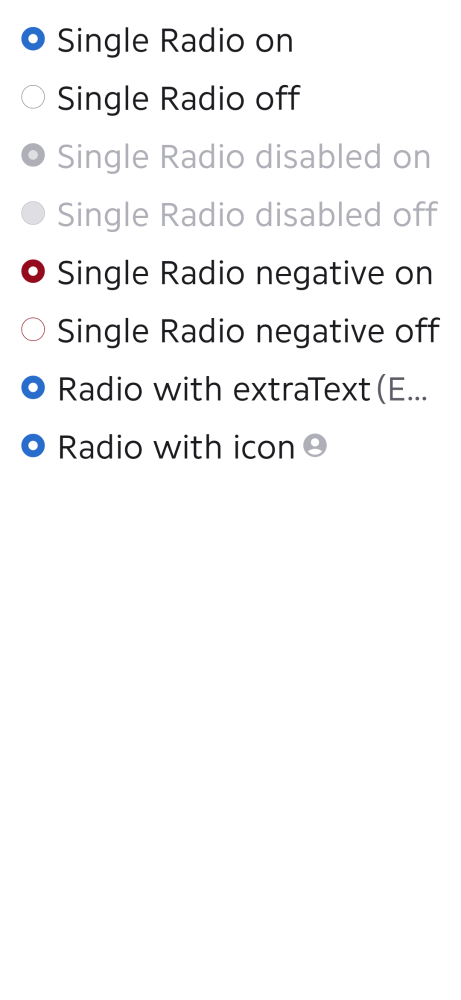 Single Radio on
Single Radio off
Single Radio disabled on
Single Radio disabled off
Single Radio negative on
Single Radio negative off
Radio with extraText (E...
Radio with icon